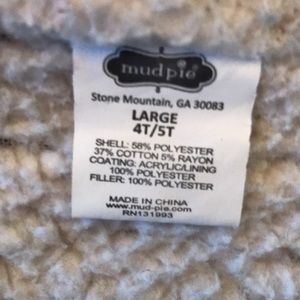 mudpie
Stone Mountain, GA 30083
LARGE
4T/5T
SHELL: 58% POLYESTER
37% COTTON 5% RAYON
COATING: ACRYLIC/LINING
100% POLYESTER
FILLER: 100% POLYESTER
MADE IN CHINA
www.mud-pie.com
RN131993